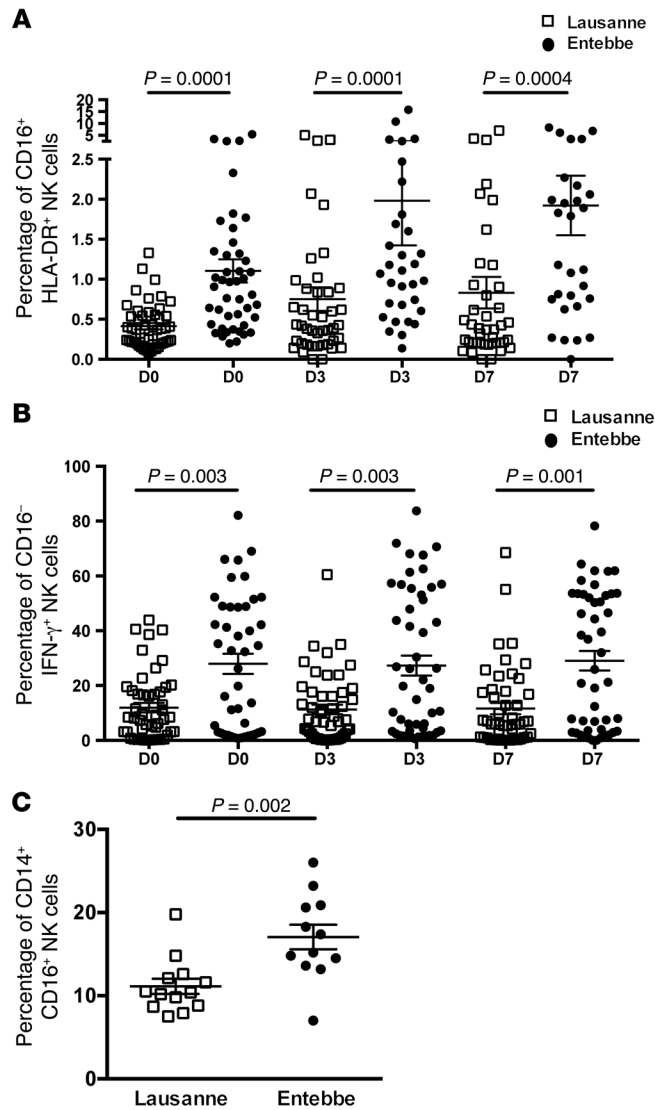 A
Lausanne
Entebbe
P = 0.0001
P = 0.0001
P = 0.0004
Percentage of CD16⁺
HLA-DR⁺ NK cells
20
15
10
5
2.5
2.0
1.5
1.0
0.5
0.0
D0
D0
D3
D3
D7
D7
B
Lausanne
Entebbe
P = 0.003
P = 0.003
P = 0.001
Percentage of CD16⁻
IFN-γ⁺ NK cells
100
80
60
40
20
0
D0
D0
D3
D3
D7
D7
C
P = 0.002
Percentage of CD14⁺
CD16⁺ NK cells
30
20
10
0
Lausanne
Entebbe